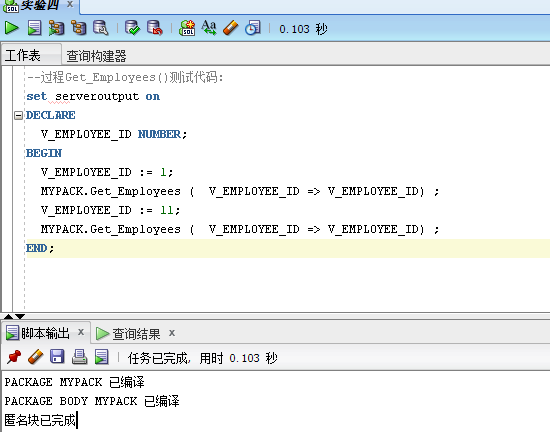 实验四 x
0.103 秒
工作表 查询构建器
--过程Get_Employees()测试代码:
set serveroutput on
DECLARE
V_EMPLOYEE_ID NUMBER;
BEGIN
V_EMPLOYEE_ID := 1;
MYPACK.Get_Employees (  V_EMPLOYEE_ID => V_EMPLOYEE_ID) ;
V_EMPLOYEE_ID := 11;
MYPACK.Get_Employees (  V_EMPLOYEE_ID => V_EMPLOYEE_ID) ;
END;
脚本输出 x 查询结果 x
任务已完成, 用时 0.103 秒
PACKAGE MYPACK 已编译
PACKAGE BODY MYPACK 已编译
匿名块已完成